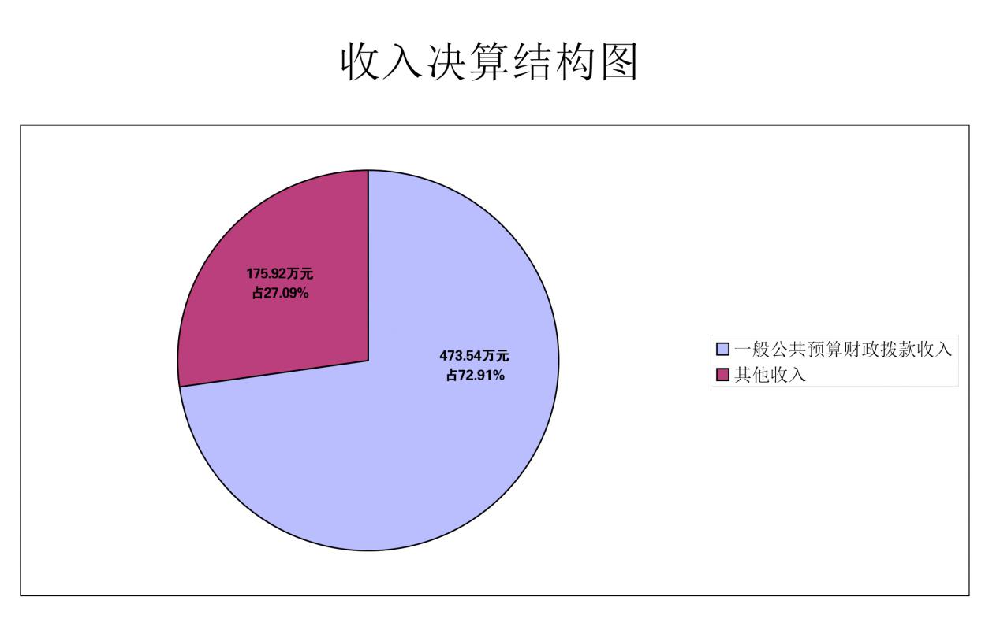 收入决算结构图
175.92万元
占27.09%
473.54万元
占72.91%
一般公共预算财政拨款收入
其他收入